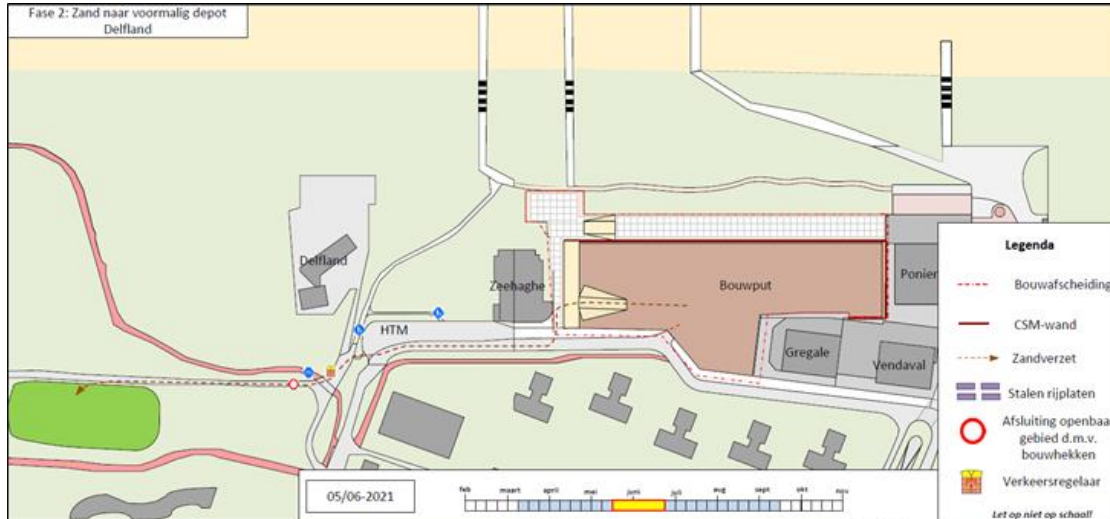 Fase 2: Zand naar voormalig depot
Delfland
Delfland
Zeehaghe
Bouwput
Ponier
HTM
Gregale
Vendaval
Legenda
Bouwafscheiding
CSM-wand
Zandverzet
Stalen rijplaten
Afsluiting openbaa
gebied d.m.v.
bouwhekken
Verkeersregelaar
Let op niet op schaal!
05/06-2021
feb maart april mei juni juli aug sept okt nov